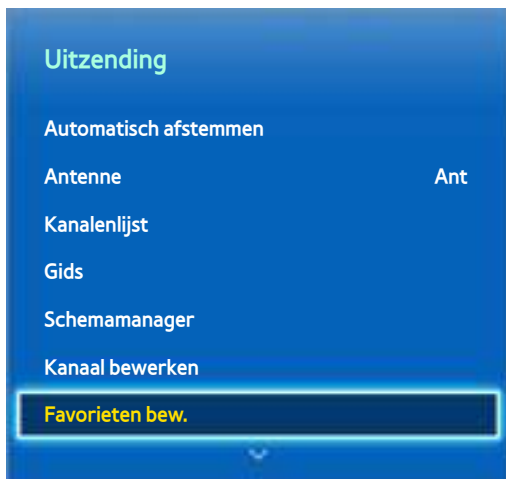 Uitzending
Automatisch afstemmen
Antenne Ant
Kanalenlijst
Gids
Schemamanager
Kanaal bewerken
Favorieten bew.